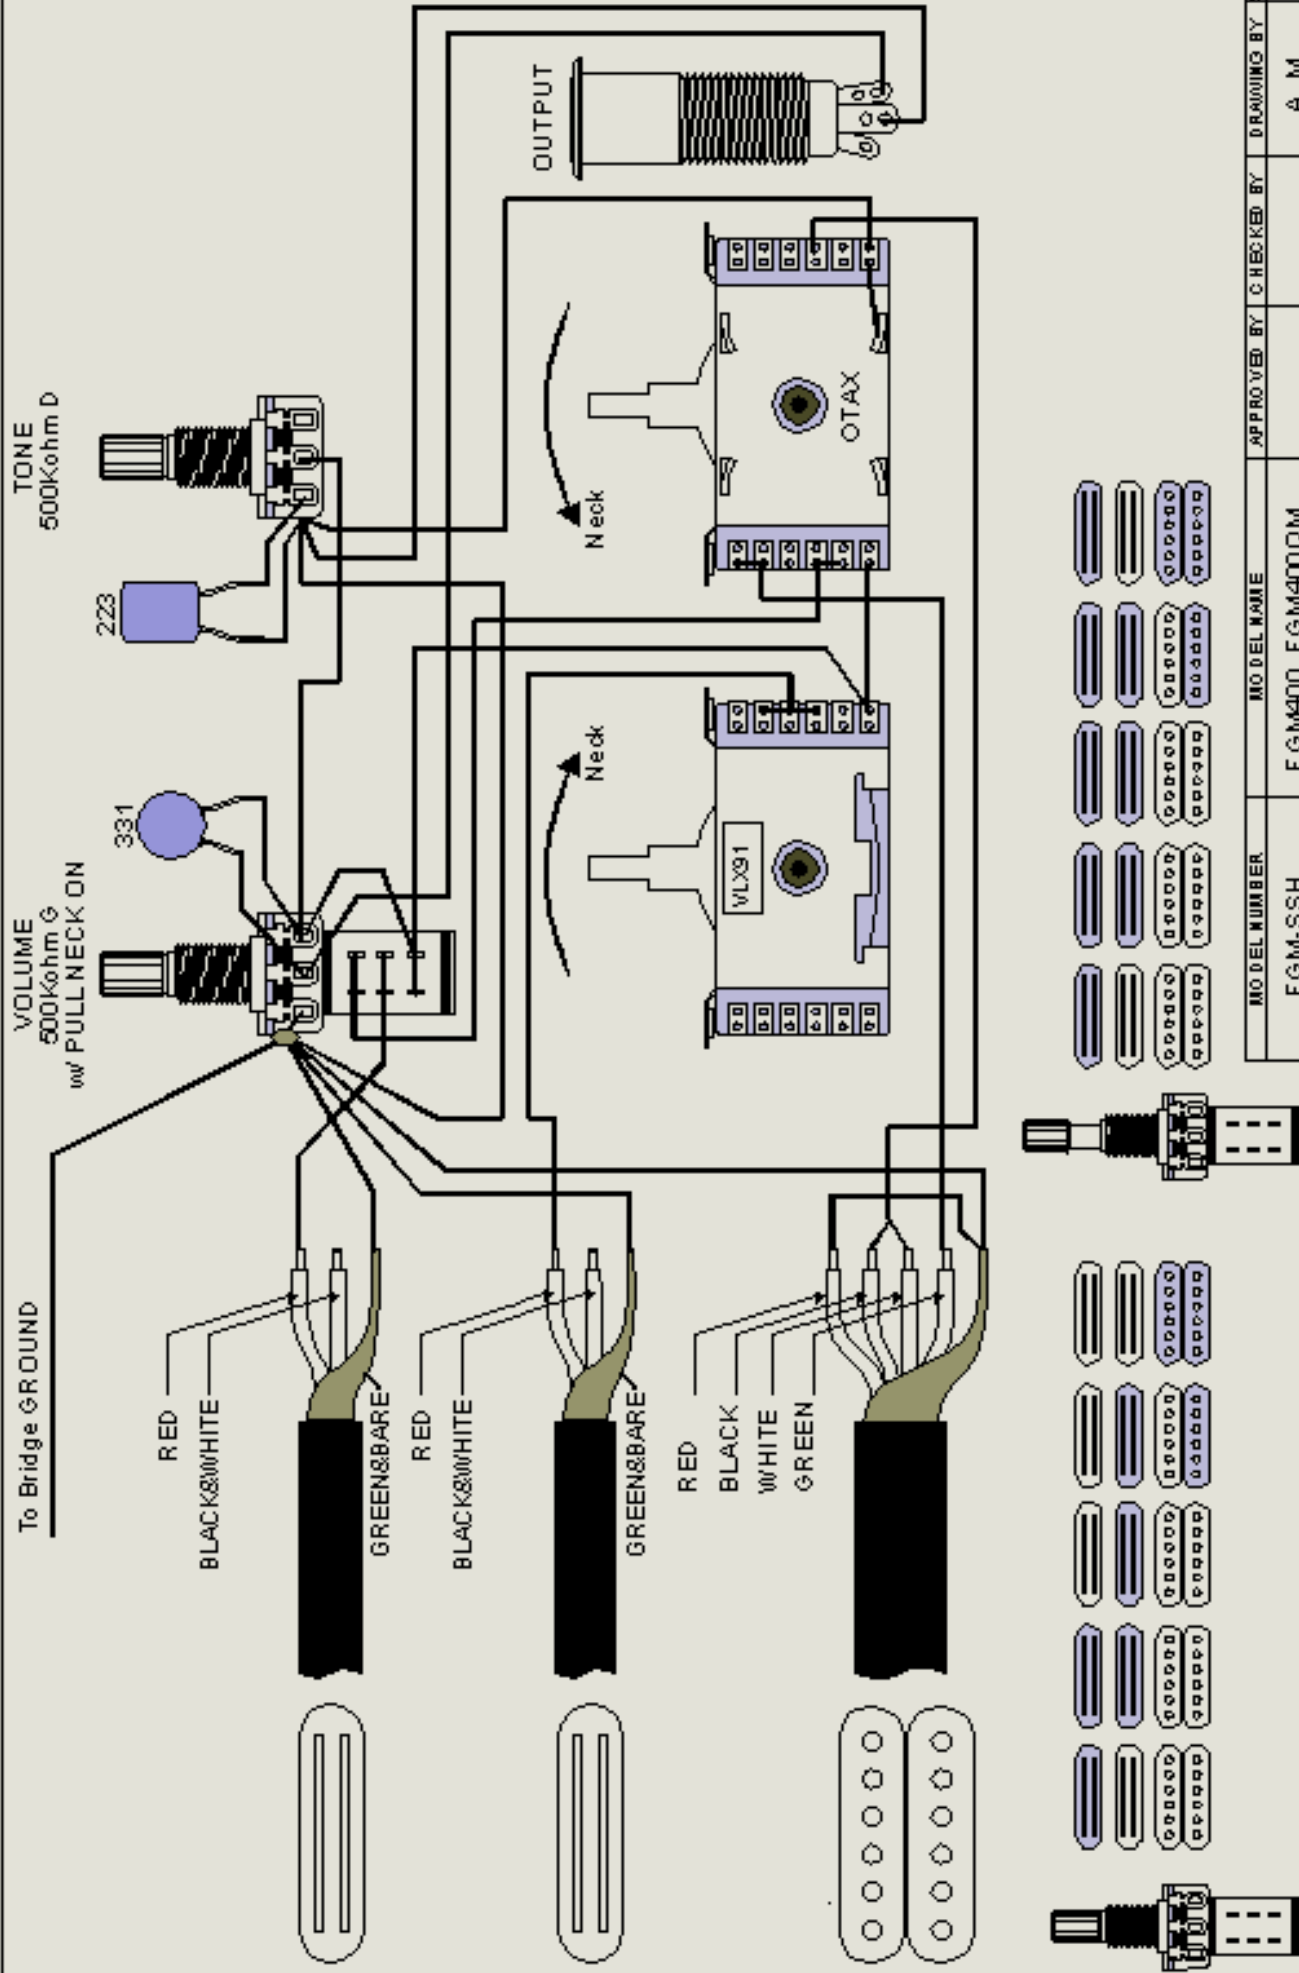 TONE
500Kohm D
VOLUME
500Kohm G
w/ PULL NECK ON
To Bridge GROUND
223
331
OUTPUT
RED
BLACK&WHITE
GREEN&BARE
RED
BLACK&WHITE
GREEN&BARE
RED
BLACK
WHITE
GREEN
Neck
Neck
VLX91
OTAX
MODEL NUMBER
MODEL NAME
APPROVED BY
CHECKED BY
DRAWING BY
EGM-SSH
EGM400, EGM400QM
A. M